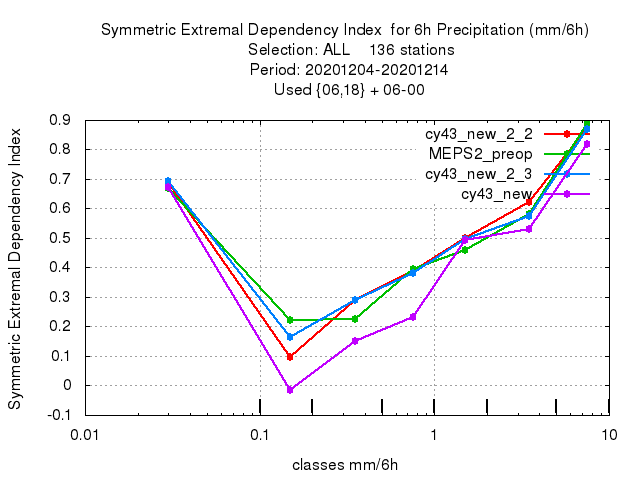 Symmetric Extremal Dependency Index  for 6h Precipitation (mm/6h)
Selection: ALL    136 stations
Period: 20201204-20201214
Used {06,18} + 06-00
Symmetric Extremal Dependency Index
0.9
0.8
0.7
0.6
0.5
0.4
0.3
0.2
0.1
0
-0.1
cy43_new_2_2
MEPS2_preop
cy43_new_2_3
cy43_new
0.01
0.1
1
10
classes mm/6h